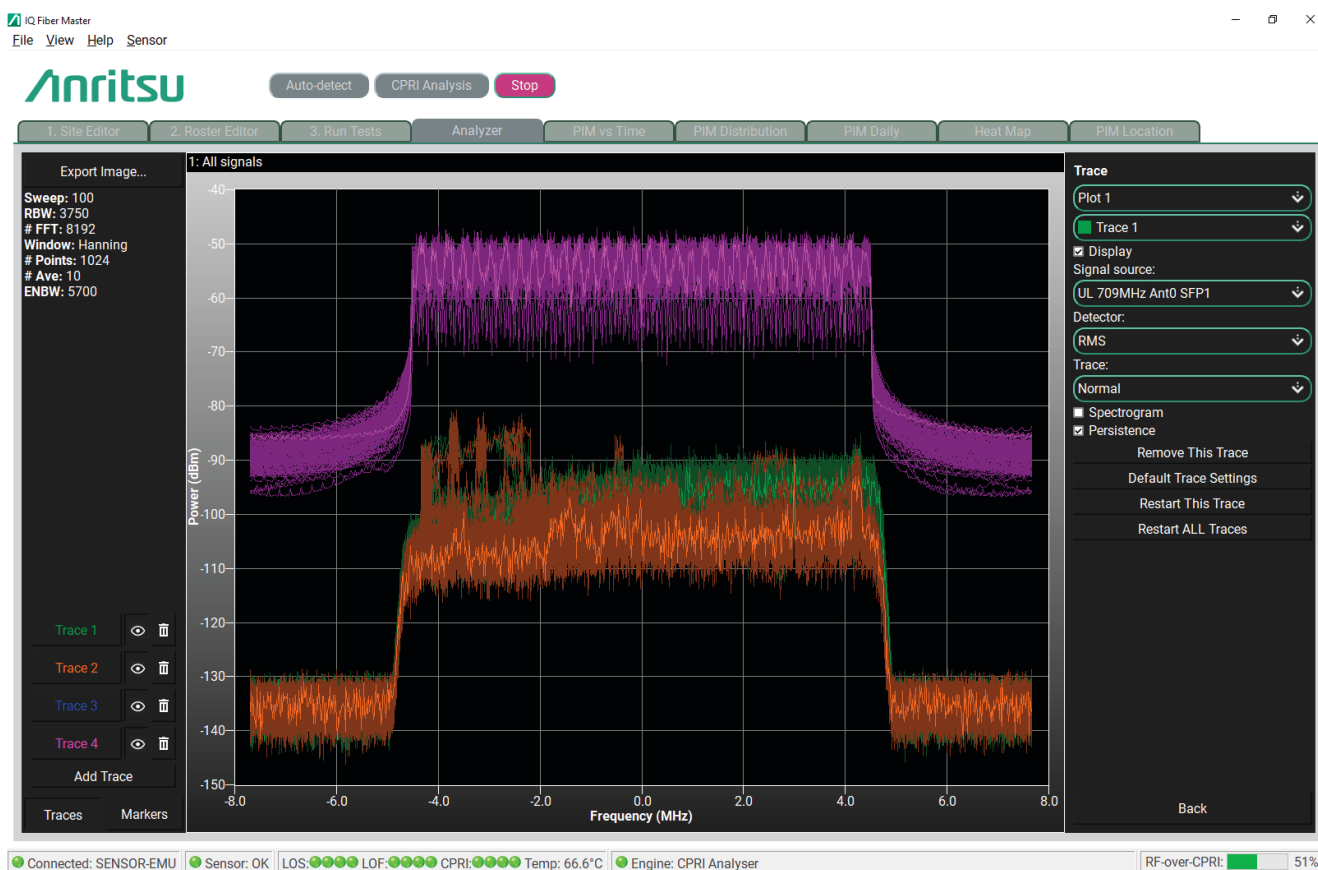 IQ Fiber Master
File View Help Sensor
Anritsu
Auto-detect CPRI Analysis Stop
1. Site Editor 2. Roster Editor 3. Run Tests Analyzer PIM vs Time PIM Distribution PIM Daily Heat Map PIM Location
Export Image...
Sweep: 100
RBW: 3750
# FFT: 8192
Window: Hanning
# Points: 1024
# Ave: 10
ENBW: 5700
Trace 1
Trace 2
Trace 3
Trace 4
Add Trace
Traces Markers
1: All signals
-40
-50
-60
-70
-80
-90
-100
-110
-120
-130
-140
-150
Power (dBm)
-8.0 -6.0 -4.0 -2.0 0.0 2.0 4.0 6.0 8.0
Frequency (MHz)
Trace
Plot 1
Trace 1
Display
Signal source:
UL 709MHz Ant0 SFP1
Detector:
RMS
Trace:
Normal
Spectrogram
Persistence
Remove This Trace
Default Trace Settings
Restart This Trace
Restart ALL Traces
Back
Connected: SENSOR-EMU Sensor: OK LOS: LOF: CPRI: Temp: 66.6°C Engine: CPRI Analyser RF-over-CPRI: 51%